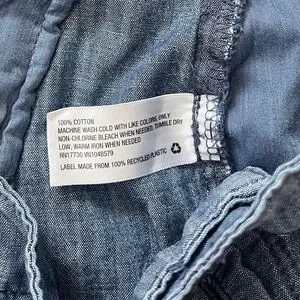 100% COTTON
MACHINE WASH COLD WITH LIKE COLORS, ONLY
NON-CHLORINE BLEACH WHEN NEEDED, TUMBLE DRY
LOW, WARM IRON WHEN NEEDED
RN17730 VN1048579
LABEL MADE FROM 100% RECYCLED PLASTIC